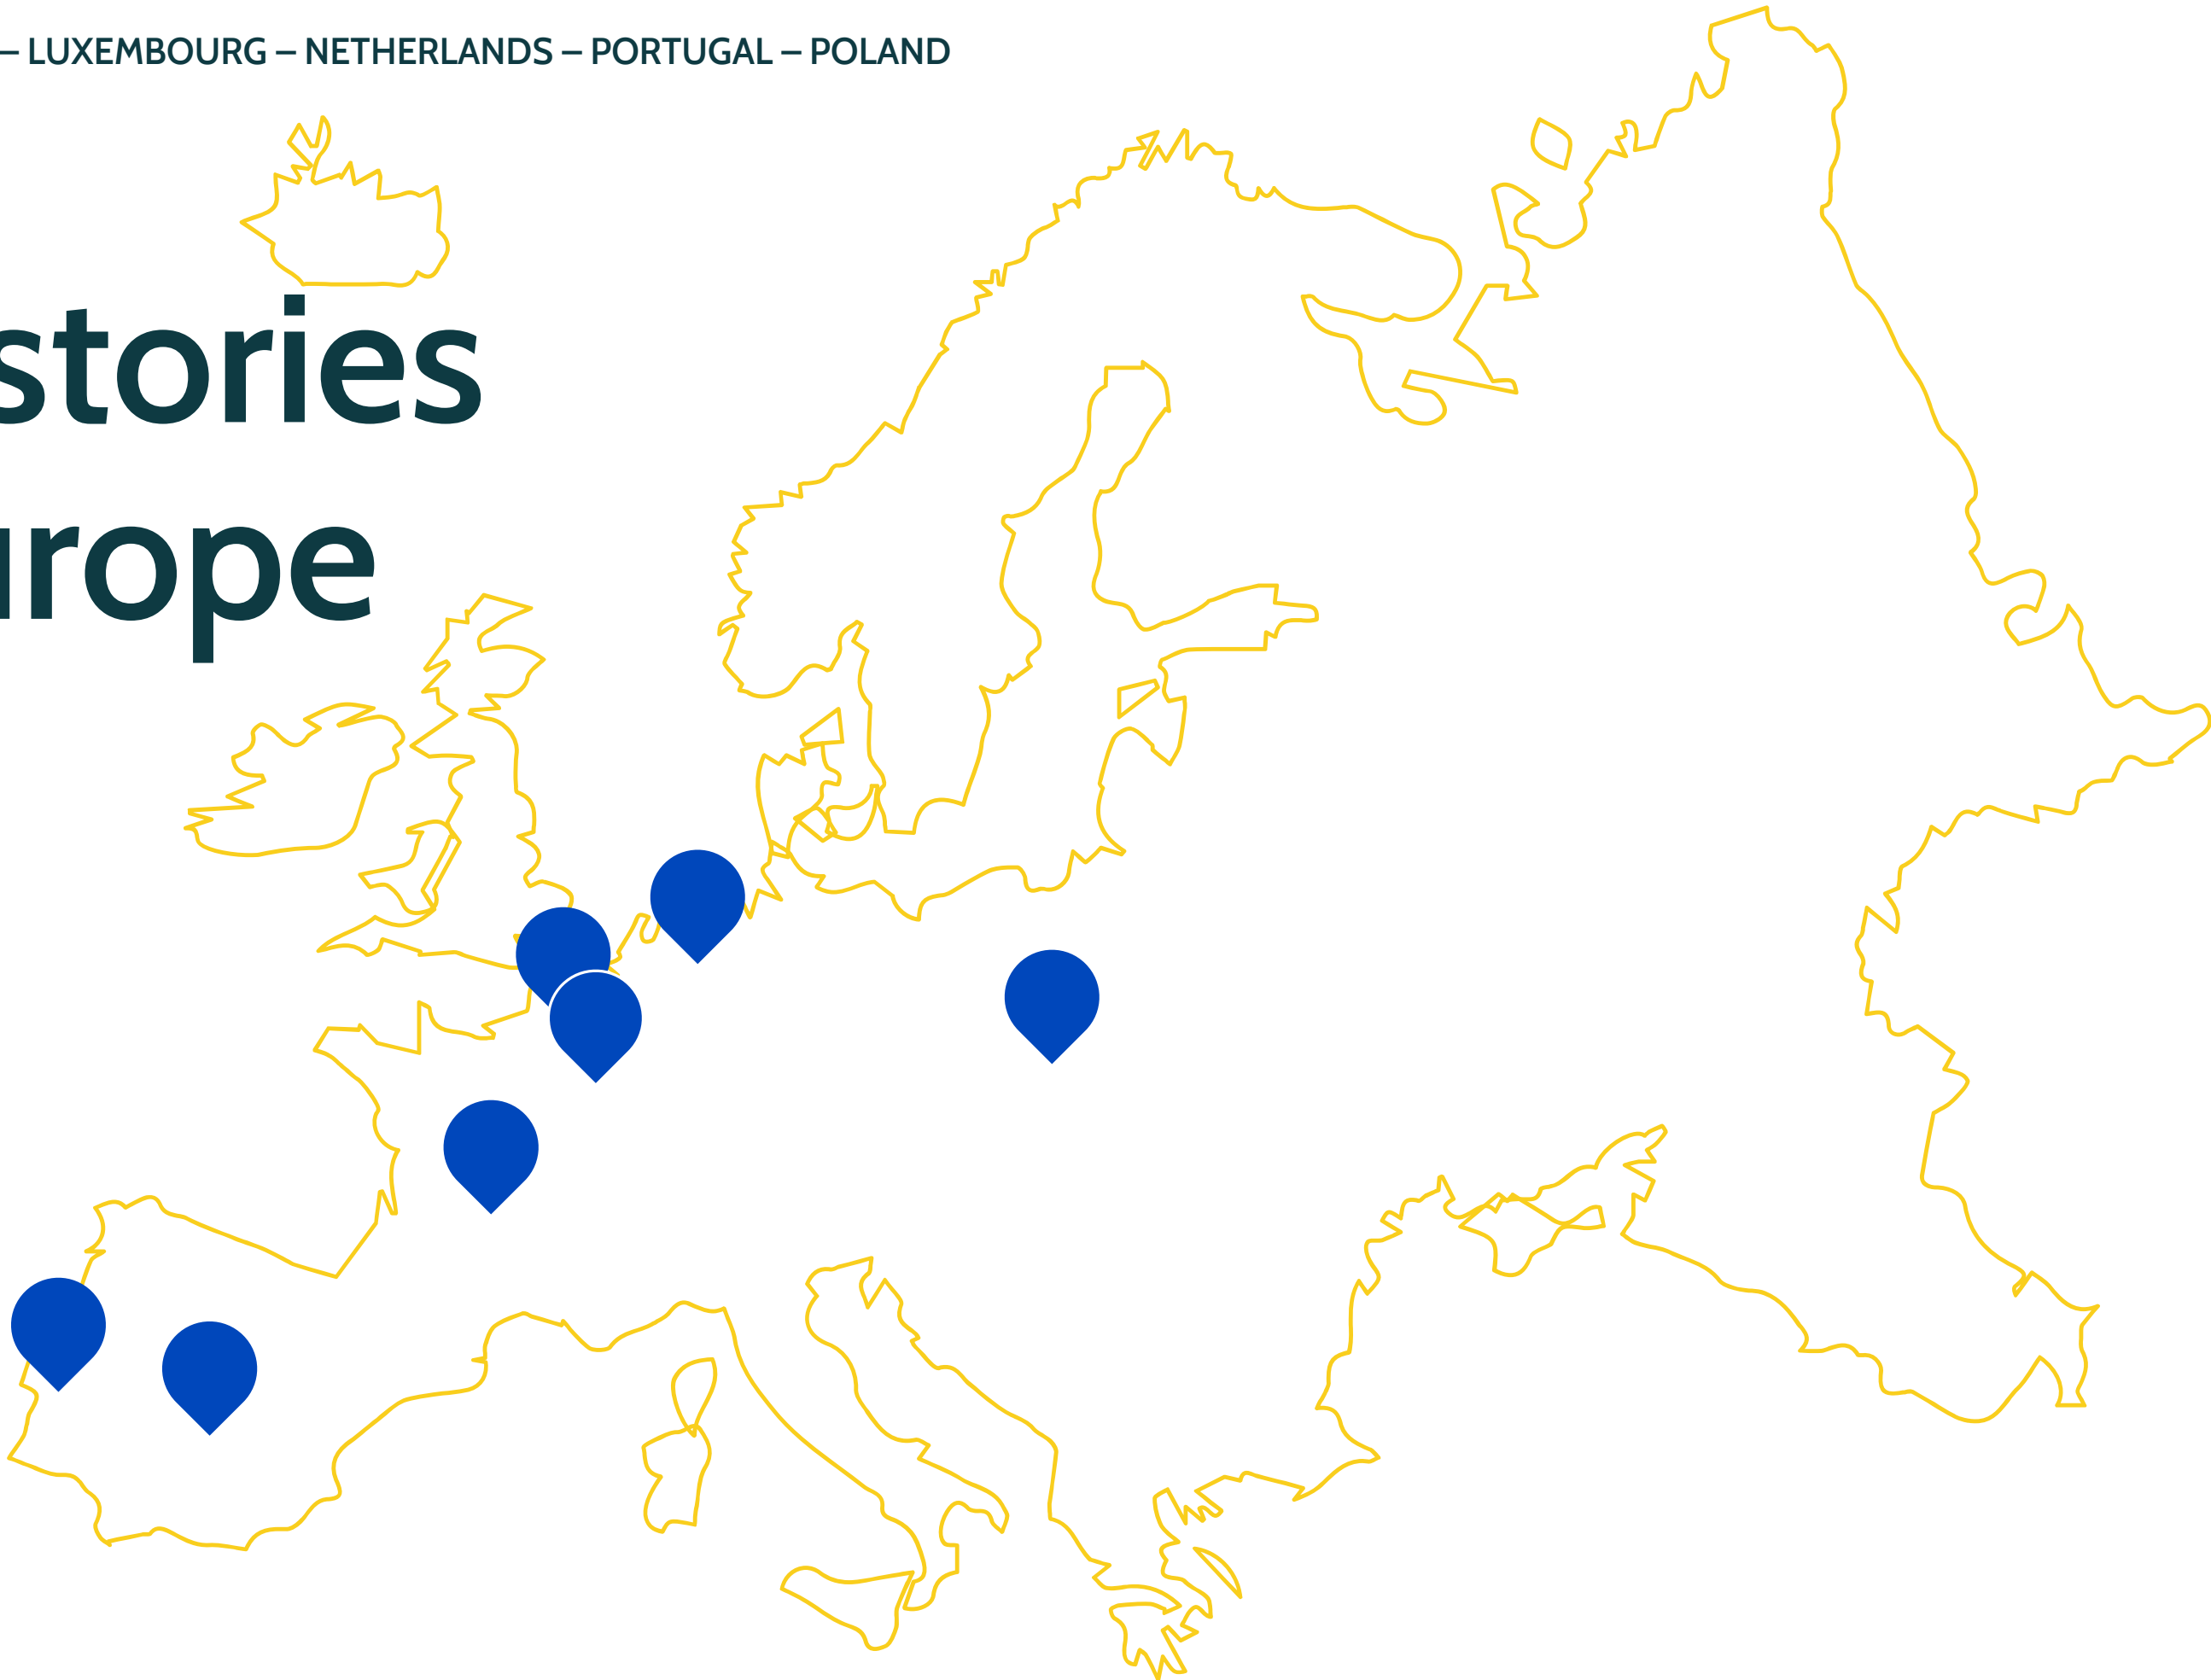 – LUXEMBOURG – NETHERLANDS – PORTUGAL – POLAND
stories
urope